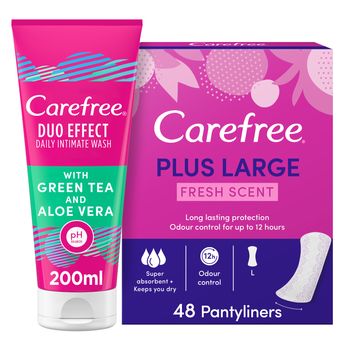 Carefree®
DUO EFFECT
DAILY INTIMATE WASH
WITH
GREEN TEA
AND
ALOE VERA
pH
200ml
Carefree®
PLUS LARGE
FRESH SCENT
Long lasting protection
Odour control for up to 12 hours
Super
absorbent +
Keeps you dry
12h
Odour
control
L
48 Pantyliners